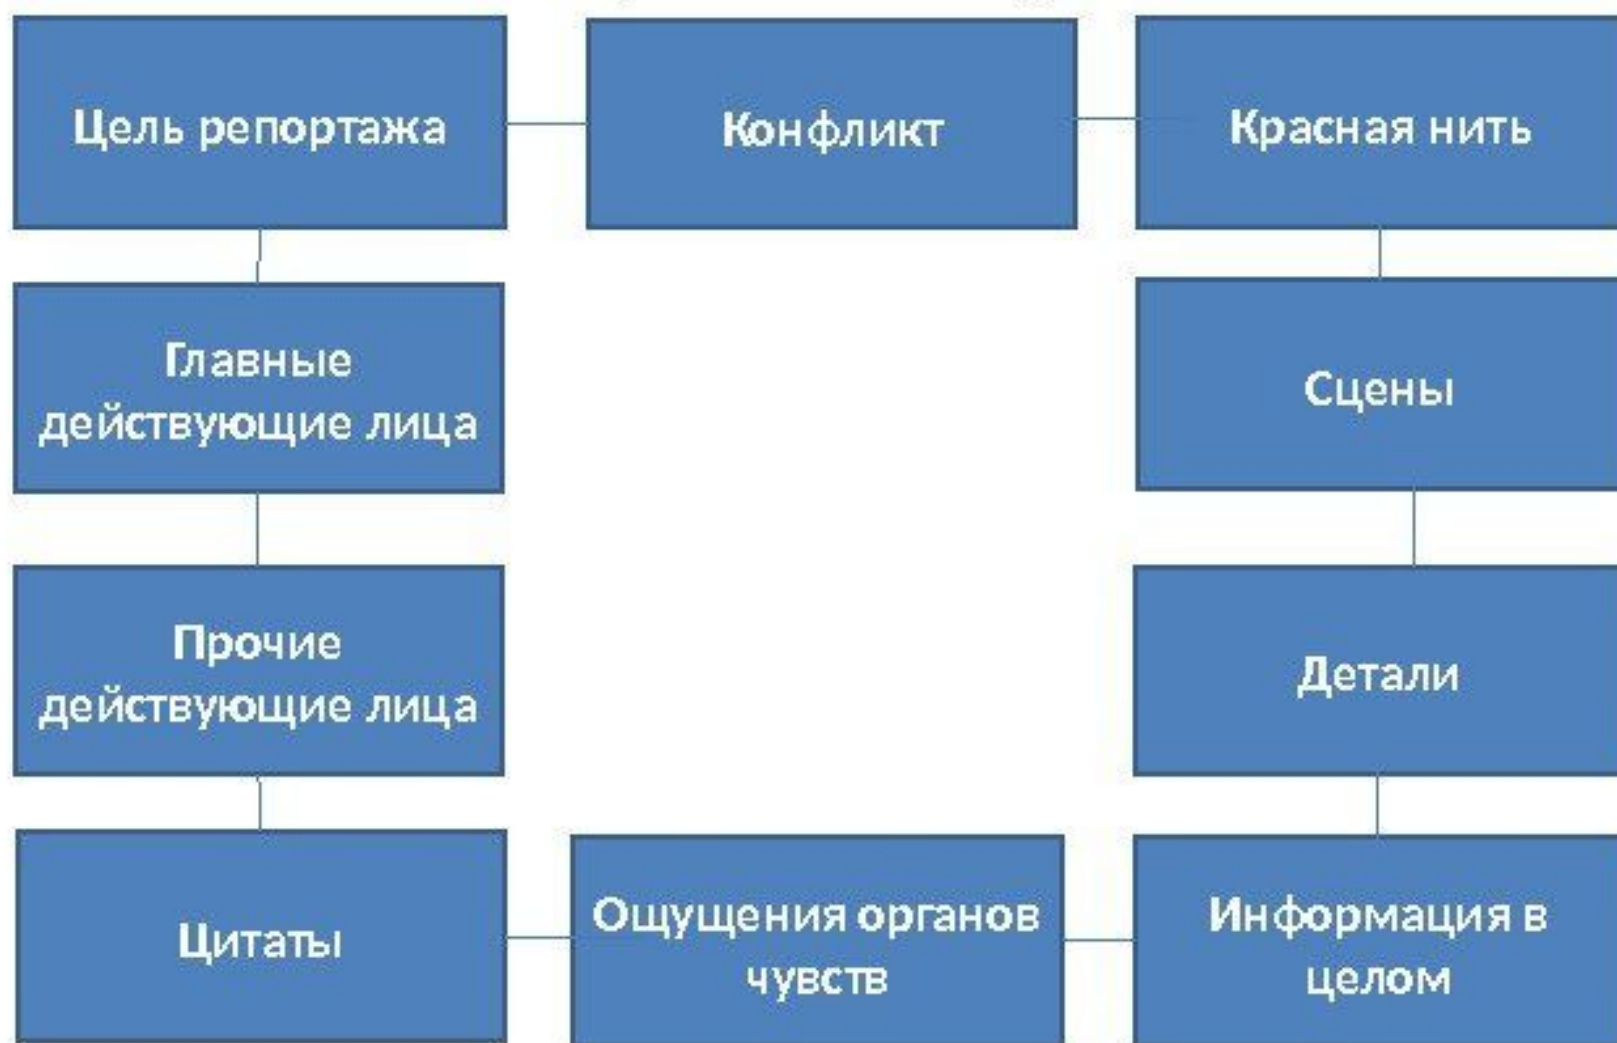 Цель репортажа
Конфликт
Красная нить
Главные
действующие лица
Сцены
Прочие
действующие лица
Детали
Цитаты
Ощущения органов
чувств
Информация в
целом